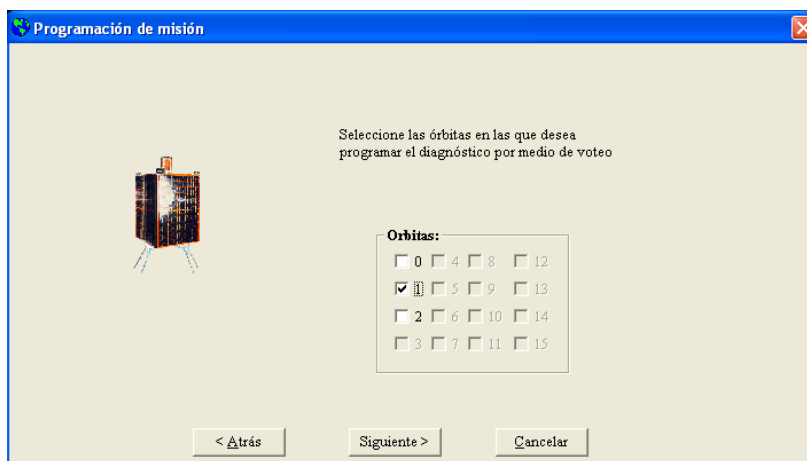 Programación de misión
Seleccione las órbitas en las que desea
programar el diagnóstico por medio de voteo
Orbitas:
0 4 8 12
1 5 9 13
2 6 10 14
3 7 11 15
< Atrás Siguiente > Cancelar